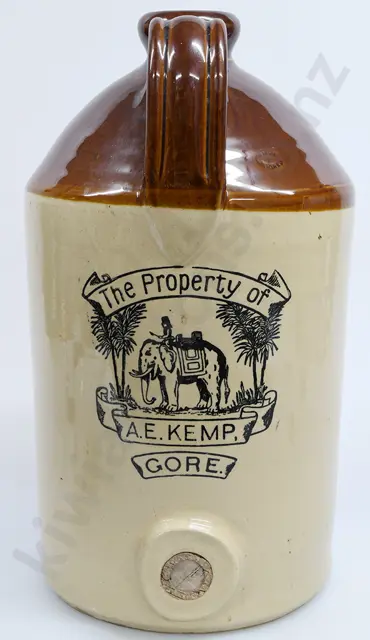 The Property of
A.E. KEMP,
GORE.